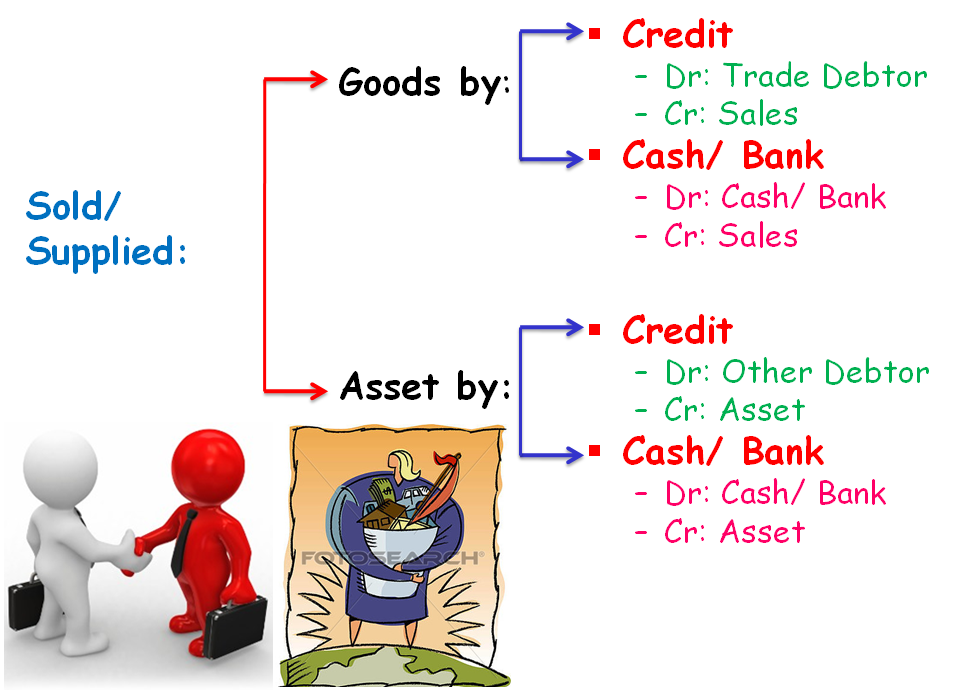 Sold/
Supplied:
Goods by:
▪ Credit
– Dr: Trade Debtor
– Cr: Sales
▪ Cash/ Bank
– Dr: Cash/ Bank
– Cr: Sales
Asset by:
▪ Credit
– Dr: Other Debtor
– Cr: Asset
▪ Cash/ Bank
– Dr: Cash/ Bank
– Cr: Asset
$
FOTOSEARCH®